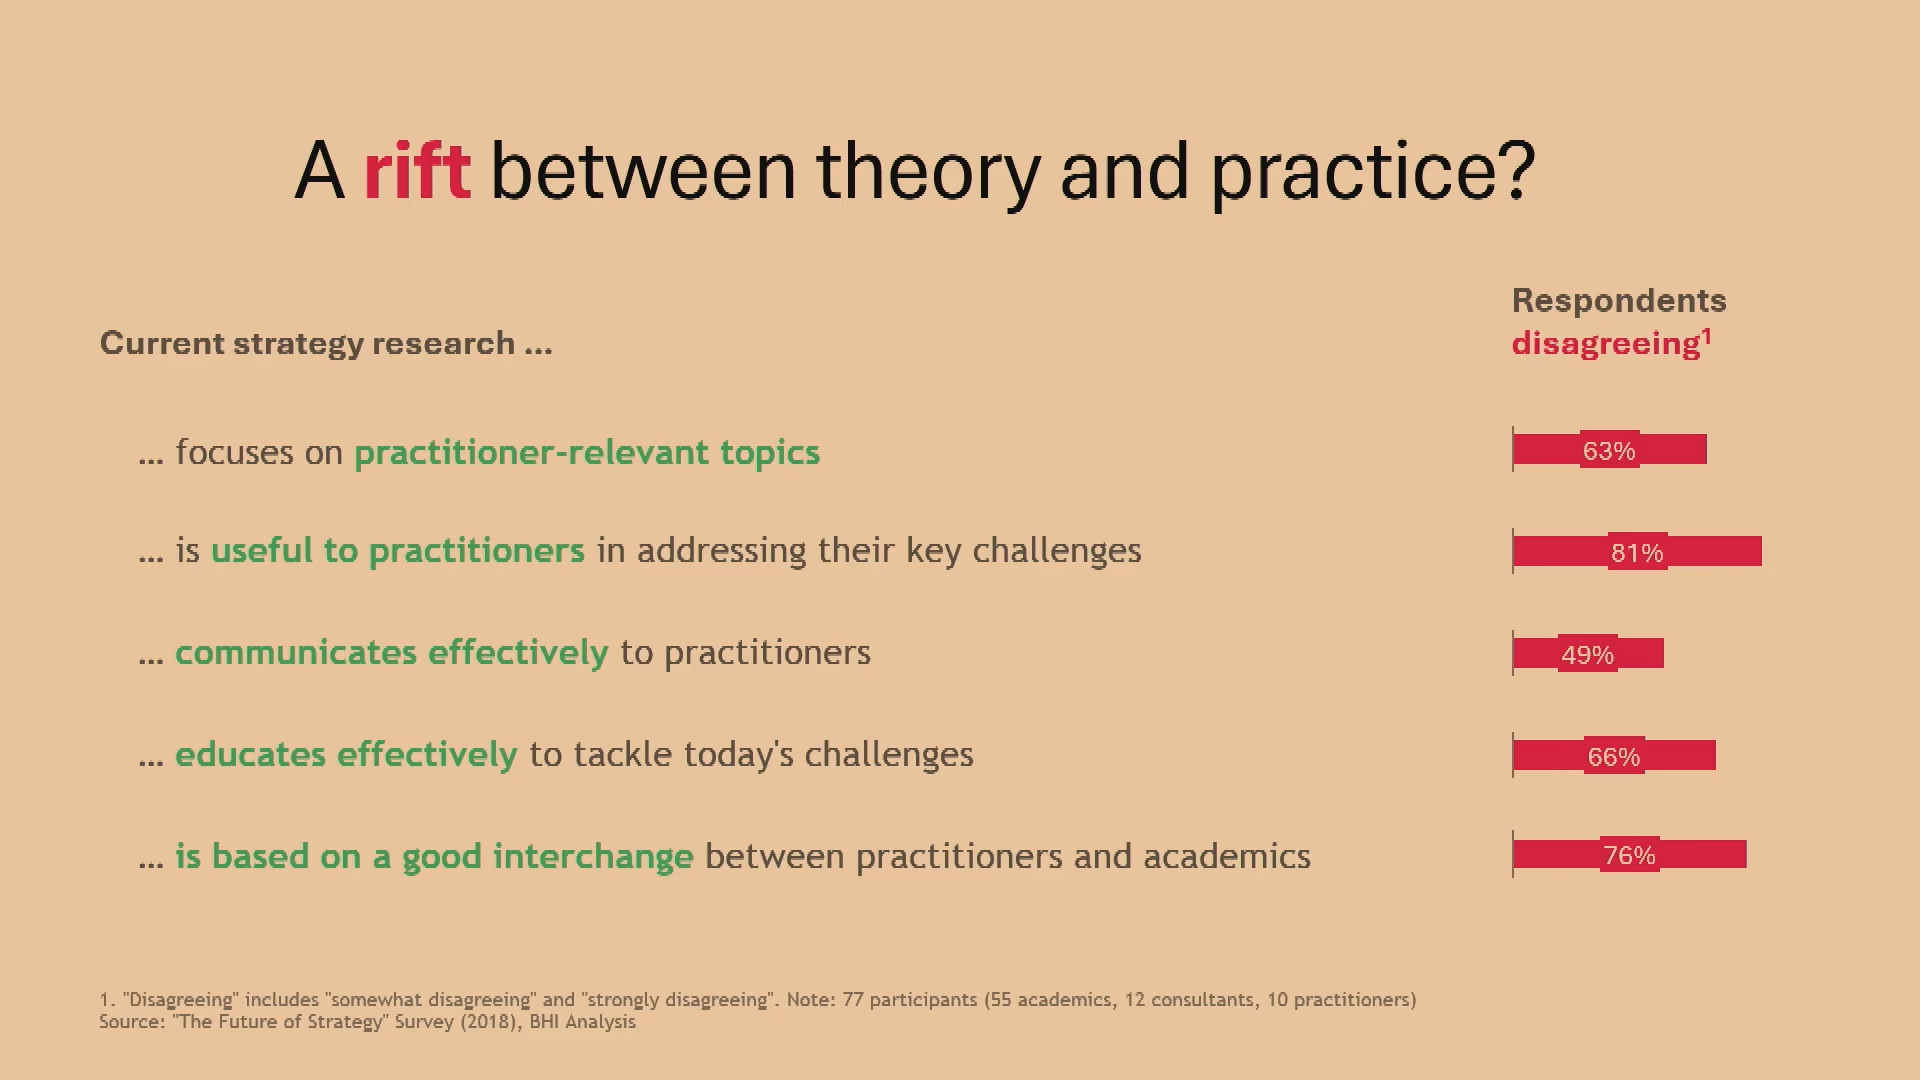 A rift between theory and practice?
Respondents
Current strategy research ...
disagreeing¹
... focuses on practitioner-relevant topics
63%
... is useful to practitioners in addressing their key challenges
81%
... communicates effectively to practitioners
49%
... educates effectively to tackle today's challenges
66%
... is based on a good interchange between practitioners and academics
76%
1. "Disagreeing" includes "somewhat disagreeing" and "strongly disagreeing". Note: 77 participants (55 academics, 12 consultants, 10 practitioners)
Source: "The Future of Strategy" Survey (2018), BHI Analysis